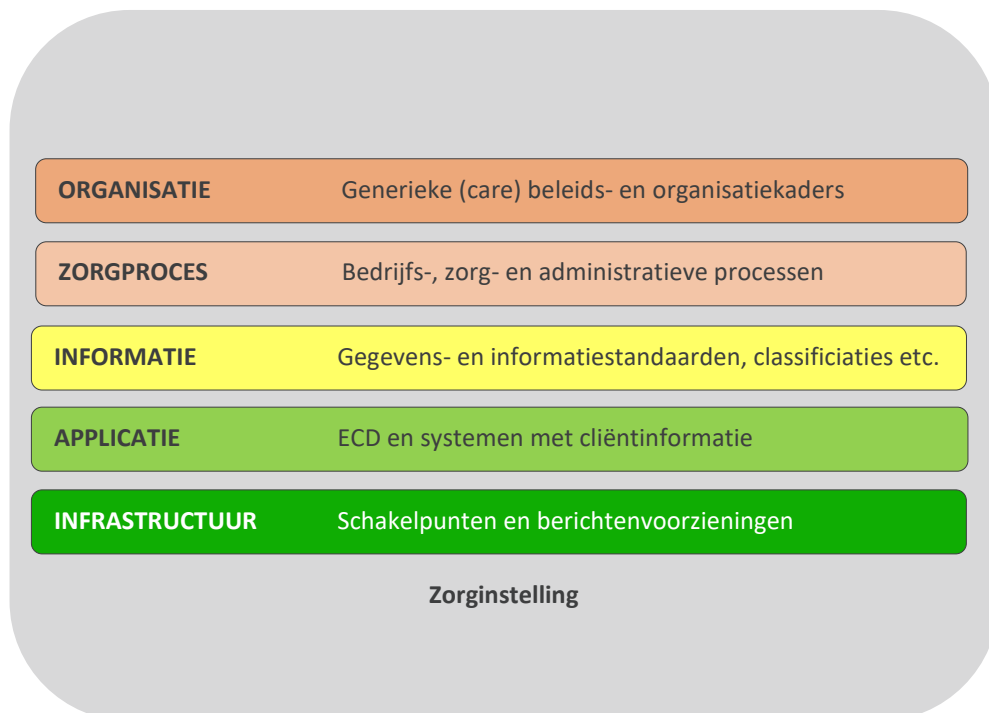 ORGANISATIE Generieke (care) beleids- en organisatiekaders
ZORGPROCES Bedrijfs-, zorg- en administratieve processen
INFORMATIE Gegevens- en informatiestandaarden, classificiaties etc.
APPLICATIE ECD en systemen met cliëntinformatie
INFRASTRUCTUUR Schakelpunten en berichtenvoorzieningen
Zorginstelling